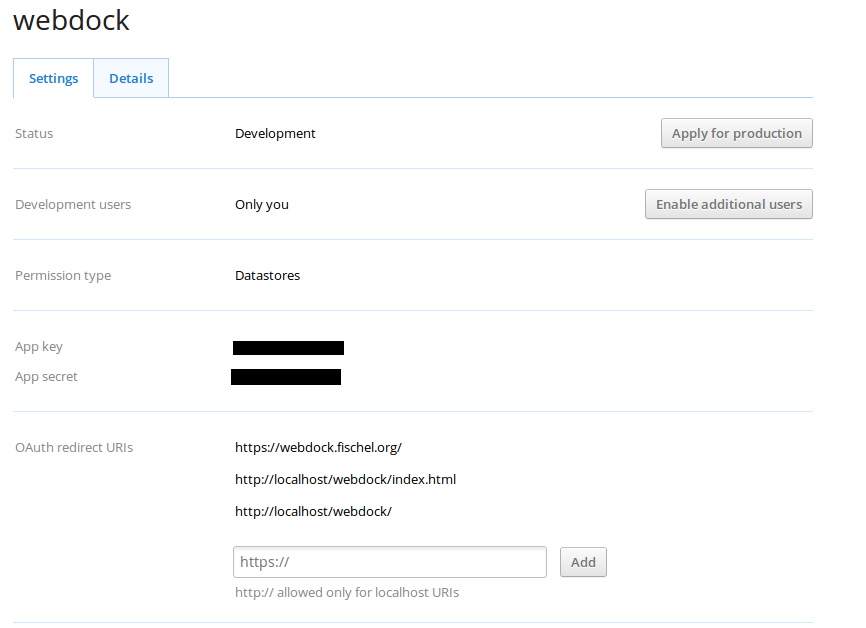 webdock
Settings Details
Status Development Apply for production
Development users Only you Enable additional users
Permission type Datastores
App key
App secret
OAuth redirect URIs https://webdock.fischel.org/
http://localhost/webdock/index.html
http://localhost/webdock/
https:// Add
http:// allowed only for localhost URIs